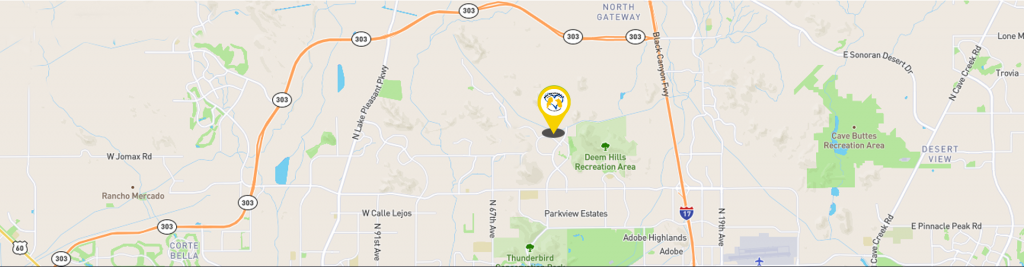 303
NORTH
GATEWAY
303
303
303
Black Canyon Fwy
Lone M
E Sonoran Desert Dr
N Cave Creek Rd
Trovia
N Lake Pleasant Pkwy
303
Cave Buttes
Recreation Area
W Jomax Rd
Deem Hills
Recreation Area
DESERT
VIEW
Rancho Mercado
303
W Calle Lejos
N 67th Ave
Parkview Estates
17
N 19th Ave
303
N 91st Ave
Cave Creek Rd
E Pinnacle Peak Rd
60
CORTE
BELLA
Adobe Highlands
Adobe
Thunderbird
303